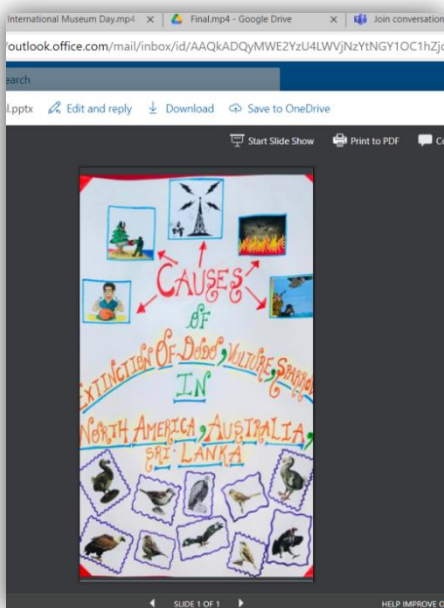 International Museum Day.mp4
Final.mp4 - Google Drive
Join conversation
outlook.office.com/mail/inbox/id/AAQkADQyMWE2YzU4LWVjNzYtNGY1OC1hZjc
earch
l.pptx Edit and reply Download Save to OneDrive
Start Slide Show Print to PDF
CAUSES
OF
EXTINCTION OF DODO, VULTURE, SPARROW
IN
NORTH AMERICA, AUSTRALIA,
SRI LANKA
SLIDE 1 OF 1
HELP IMPROVE